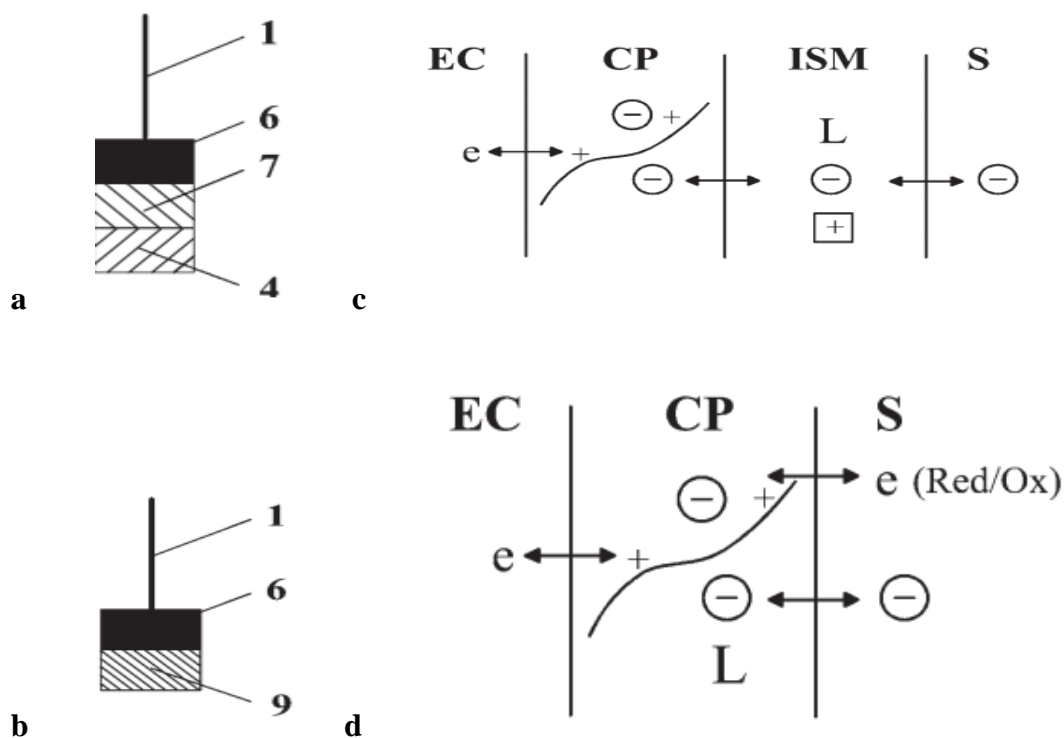 1
6
7
4
a
EC CP ISM S
+
e +
L
− − −
+
c
1
6
9
b
EC CP S
e (Red/Ox)
− +
e +
− −
L
d